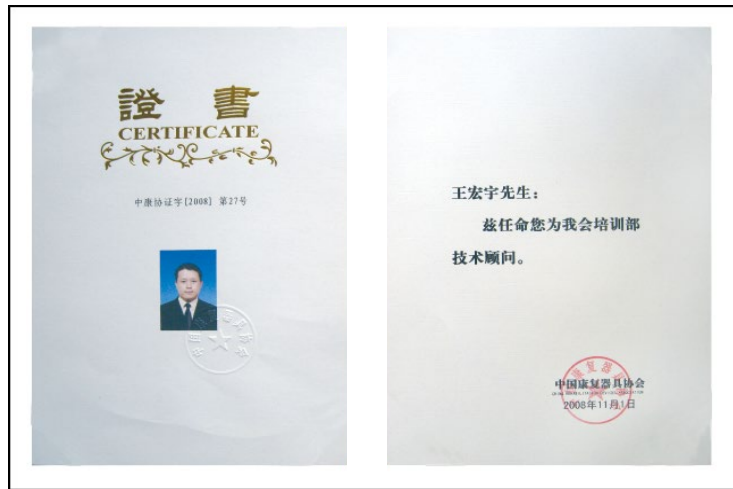 證 書
CERTIFICATE
中康协证字[2008] 第27号
王宏宇先生：
兹任命您为我会培训部
技术顾问。
中国康复器具协会
2008年11月1日